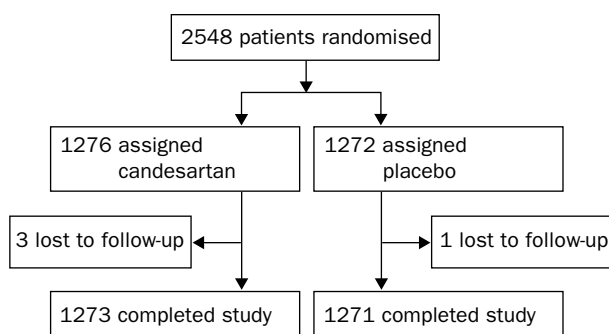 2548 patients randomised
1276 assigned
candesartan
1272 assigned
placebo
3 lost to follow-up
1 lost to follow-up
1273 completed study
1271 completed study